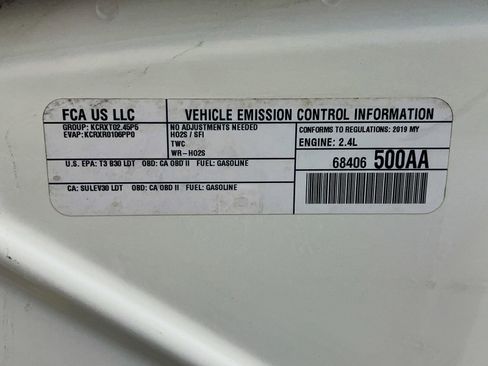 FCA US LLC
VEHICLE EMISSION CONTROL INFORMATION
GROUP: KCRXT02.45P5
EVAP: KCRXR0106PP0
NO ADJUSTMENTS NEEDED
HO2S / SFI
TWC
WR-HO2S
CONFORMS TO REGULATIONS: 2019 MY
ENGINE: 2.4L
68406 500AA
U.S. EPA: T3 B30 LDT OBD: CA OBD II FUEL: GASOLINE
CA: SULEV30 LDT OBD: CA OBD II FUEL: GASOLINE